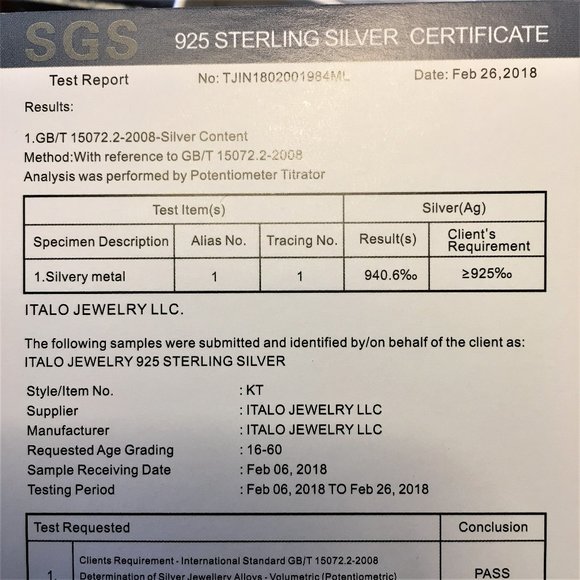 SGS 925 STERLING SILVER CERTIFICATE
Test Report No: TJIN1802001984ML Date: Feb 26,2018
Results:
1.GB/T 15072.2-2008-Silver Content
Method:With reference to GB/T 15072.2-2008
Analysis was performed by Potentiometer Titrator
Test Item(s) Silver(Ag)
Specimen Description Alias No. Tracing No. Result(s) Client's Requirement
1.Silvery metal 1 1 940.6‰ ≥925‰
ITALO JEWELRY LLC.
The following samples were submitted and identified by/on behalf of the client as:
ITALO JEWELRY 925 STERLING SILVER
Style/Item No. : KT
Supplier : ITALO JEWELRY LLC
Manufacturer : ITALO JEWELRY LLC
Requested Age Grading : 16-60
Sample Receiving Date : Feb 06, 2018
Testing Period : Feb 06, 2018 TO Feb 26, 2018
Test Requested Conclusion
Clients Requirement - International Standard GB/T 15072.2-2008
1. Determination of Silver Jewellery Alloys - Volumetric (Potentiometric) PASS